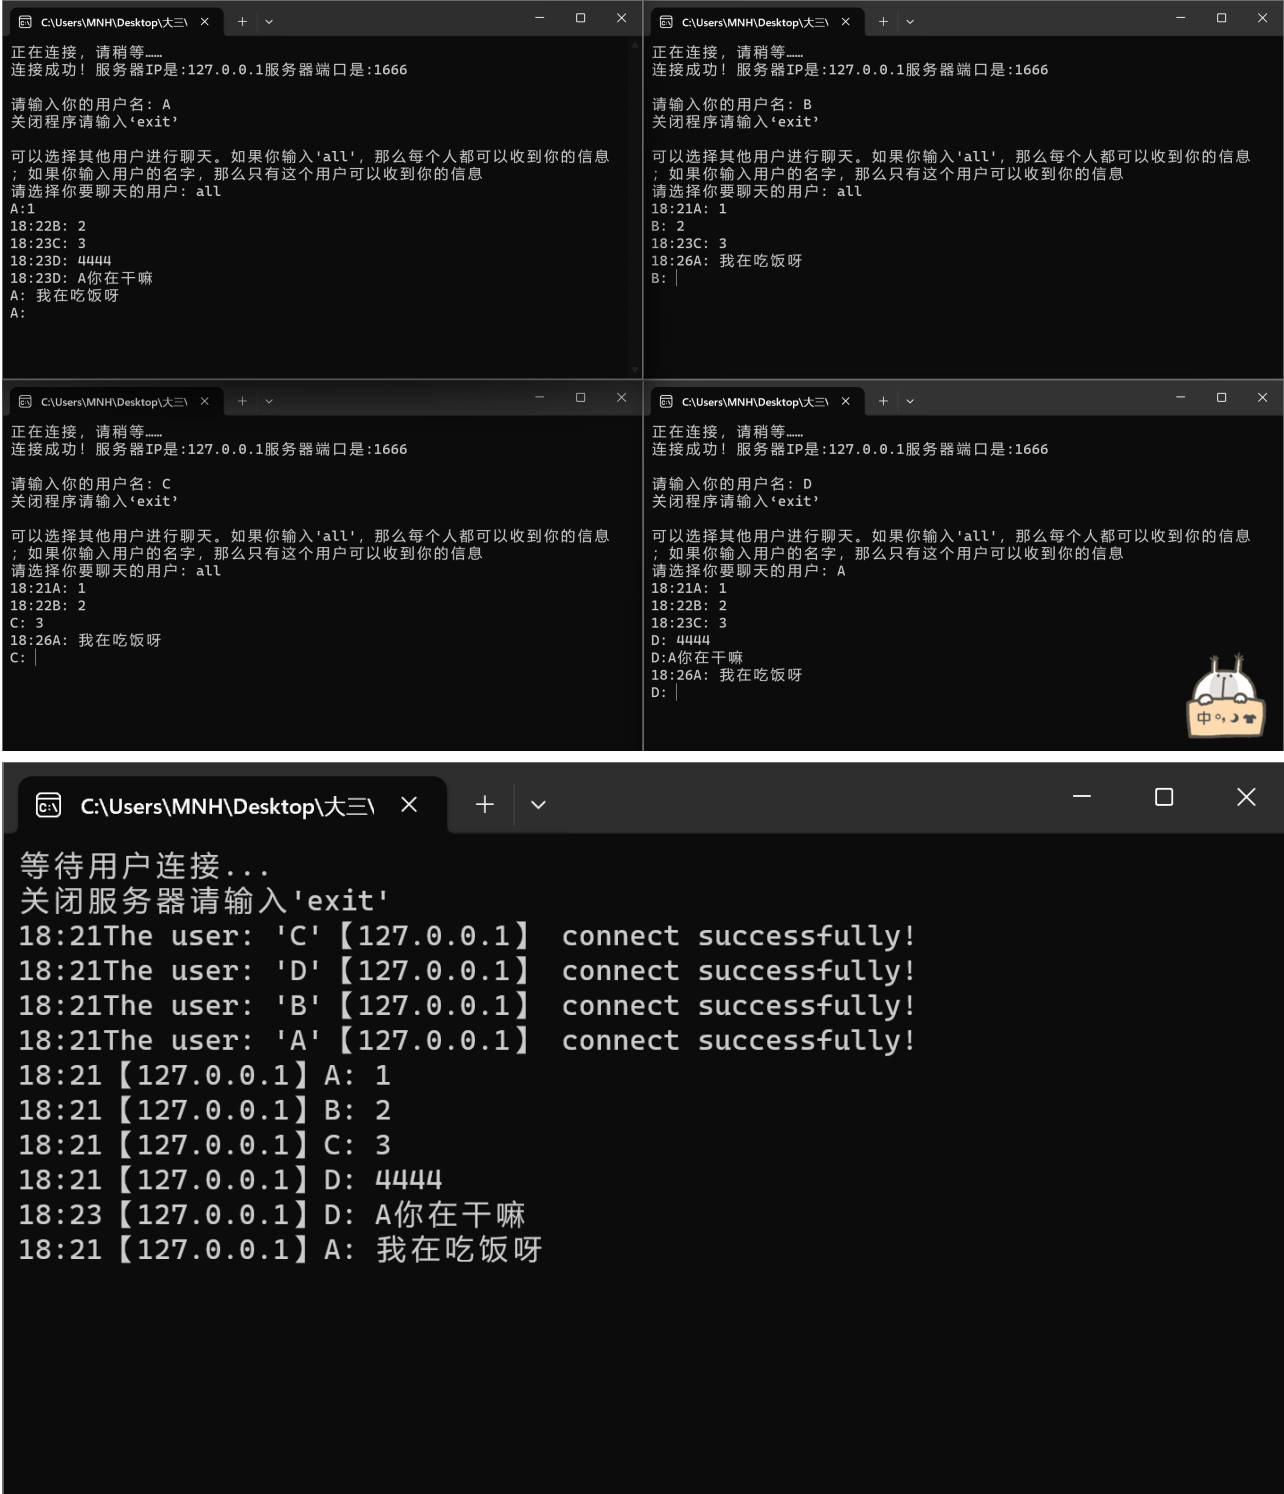 C:\Users\MNH\Desktop\大三\
正在连接, 请稍等……
连接成功! 服务器IP是:127.0.0.1服务器端口是:1666
请输入你的用户名: A
关闭程序请输入‘exit’
可以选择其他用户进行聊天。如果你输入'all', 那么每个人都可以收到你的信息
; 如果你输入用户的名字, 那么只有这个用户可以收到你的信息
请选择你要聊天的用户: all
A:1
18:22B: 2
18:23C: 3
18:23D: 4444
18:23D: A你在干嘛
A: 我在吃饭呀
A:
C:\Users\MNH\Desktop\大三\
正在连接, 请稍等……
连接成功! 服务器IP是:127.0.0.1服务器端口是:1666
请输入你的用户名: B
关闭程序请输入‘exit’
可以选择其他用户进行聊天。如果你输入'all', 那么每个人都可以收到你的信息
; 如果你输入用户的名字, 那么只有这个用户可以收到你的信息
请选择你要聊天的用户: all
18:21A: 1
B: 2
18:23C: 3
18:26A: 我在吃饭呀
B:
C:\Users\MNH\Desktop\大三\
正在连接, 请稍等……
连接成功! 服务器IP是:127.0.0.1服务器端口是:1666
请输入你的用户名: C
关闭程序请输入‘exit’
可以选择其他用户进行聊天。如果你输入'all', 那么每个人都可以收到你的信息
; 如果你输入用户的名字, 那么只有这个用户可以收到你的信息
请选择你要聊天的用户: all
18:21A: 1
18:22B: 2
C: 3
18:26A: 我在吃饭呀
C:
C:\Users\MNH\Desktop\大三\
正在连接, 请稍等……
连接成功! 服务器IP是:127.0.0.1服务器端口是:1666
请输入你的用户名: D
关闭程序请输入‘exit’
可以选择其他用户进行聊天。如果你输入'all', 那么每个人都可以收到你的信息
; 如果你输入用户的名字, 那么只有这个用户可以收到你的信息
请选择你要聊天的用户: A
18:21A: 1
18:22B: 2
18:23C: 3
D: 4444
D:A你在干嘛
18:26A: 我在吃饭呀
D:
中
C:\Users\MNH\Desktop\大三\
等待用户连接...
关闭服务器请输入'exit'
18:21The user: 'C'【127.0.0.1】 connect successfully!
18:21The user: 'D'【127.0.0.1】 connect successfully!
18:21The user: 'B'【127.0.0.1】 connect successfully!
18:21The user: 'A'【127.0.0.1】 connect successfully!
18:21【127.0.0.1】A: 1
18:21【127.0.0.1】B: 2
18:21【127.0.0.1】C: 3
18:21【127.0.0.1】D: 4444
18:23【127.0.0.1】D: A你在干嘛
18:21【127.0.0.1】A: 我在吃饭呀